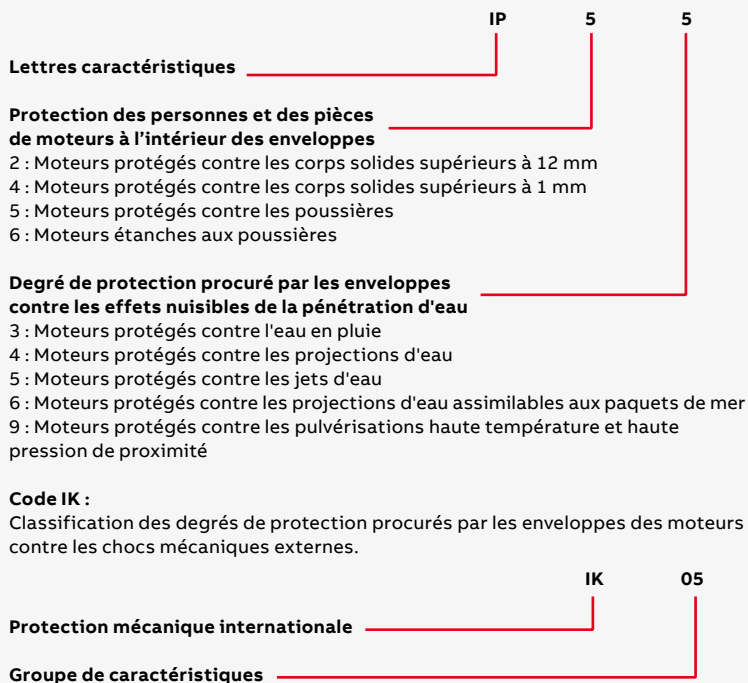 IP 5 5
Lettres caractéristiques
Protection des personnes et des pièces
de moteurs à l’intérieur des enveloppes
2 : Moteurs protégés contre les corps solides supérieurs à 12 mm
4 : Moteurs protégés contre les corps solides supérieurs à 1 mm
5 : Moteurs protégés contre les poussières
6 : Moteurs étanches aux poussières
Degré de protection procuré par les enveloppes
contre les effets nuisibles de la pénétration d'eau
3 : Moteurs protégés contre l'eau en pluie
4 : Moteurs protégés contre les projections d'eau
5 : Moteurs protégés contre les jets d'eau
6 : Moteurs protégés contre les projections d'eau assimilables aux paquets de mer
9 : Moteurs protégés contre les pulvérisations haute température et haute
pression de proximité
Code IK :
Classification des degrés de protection procurés par les enveloppes des moteurs
contre les chocs mécaniques externes.
IK 05
Protection mécanique internationale
Groupe de caractéristiques